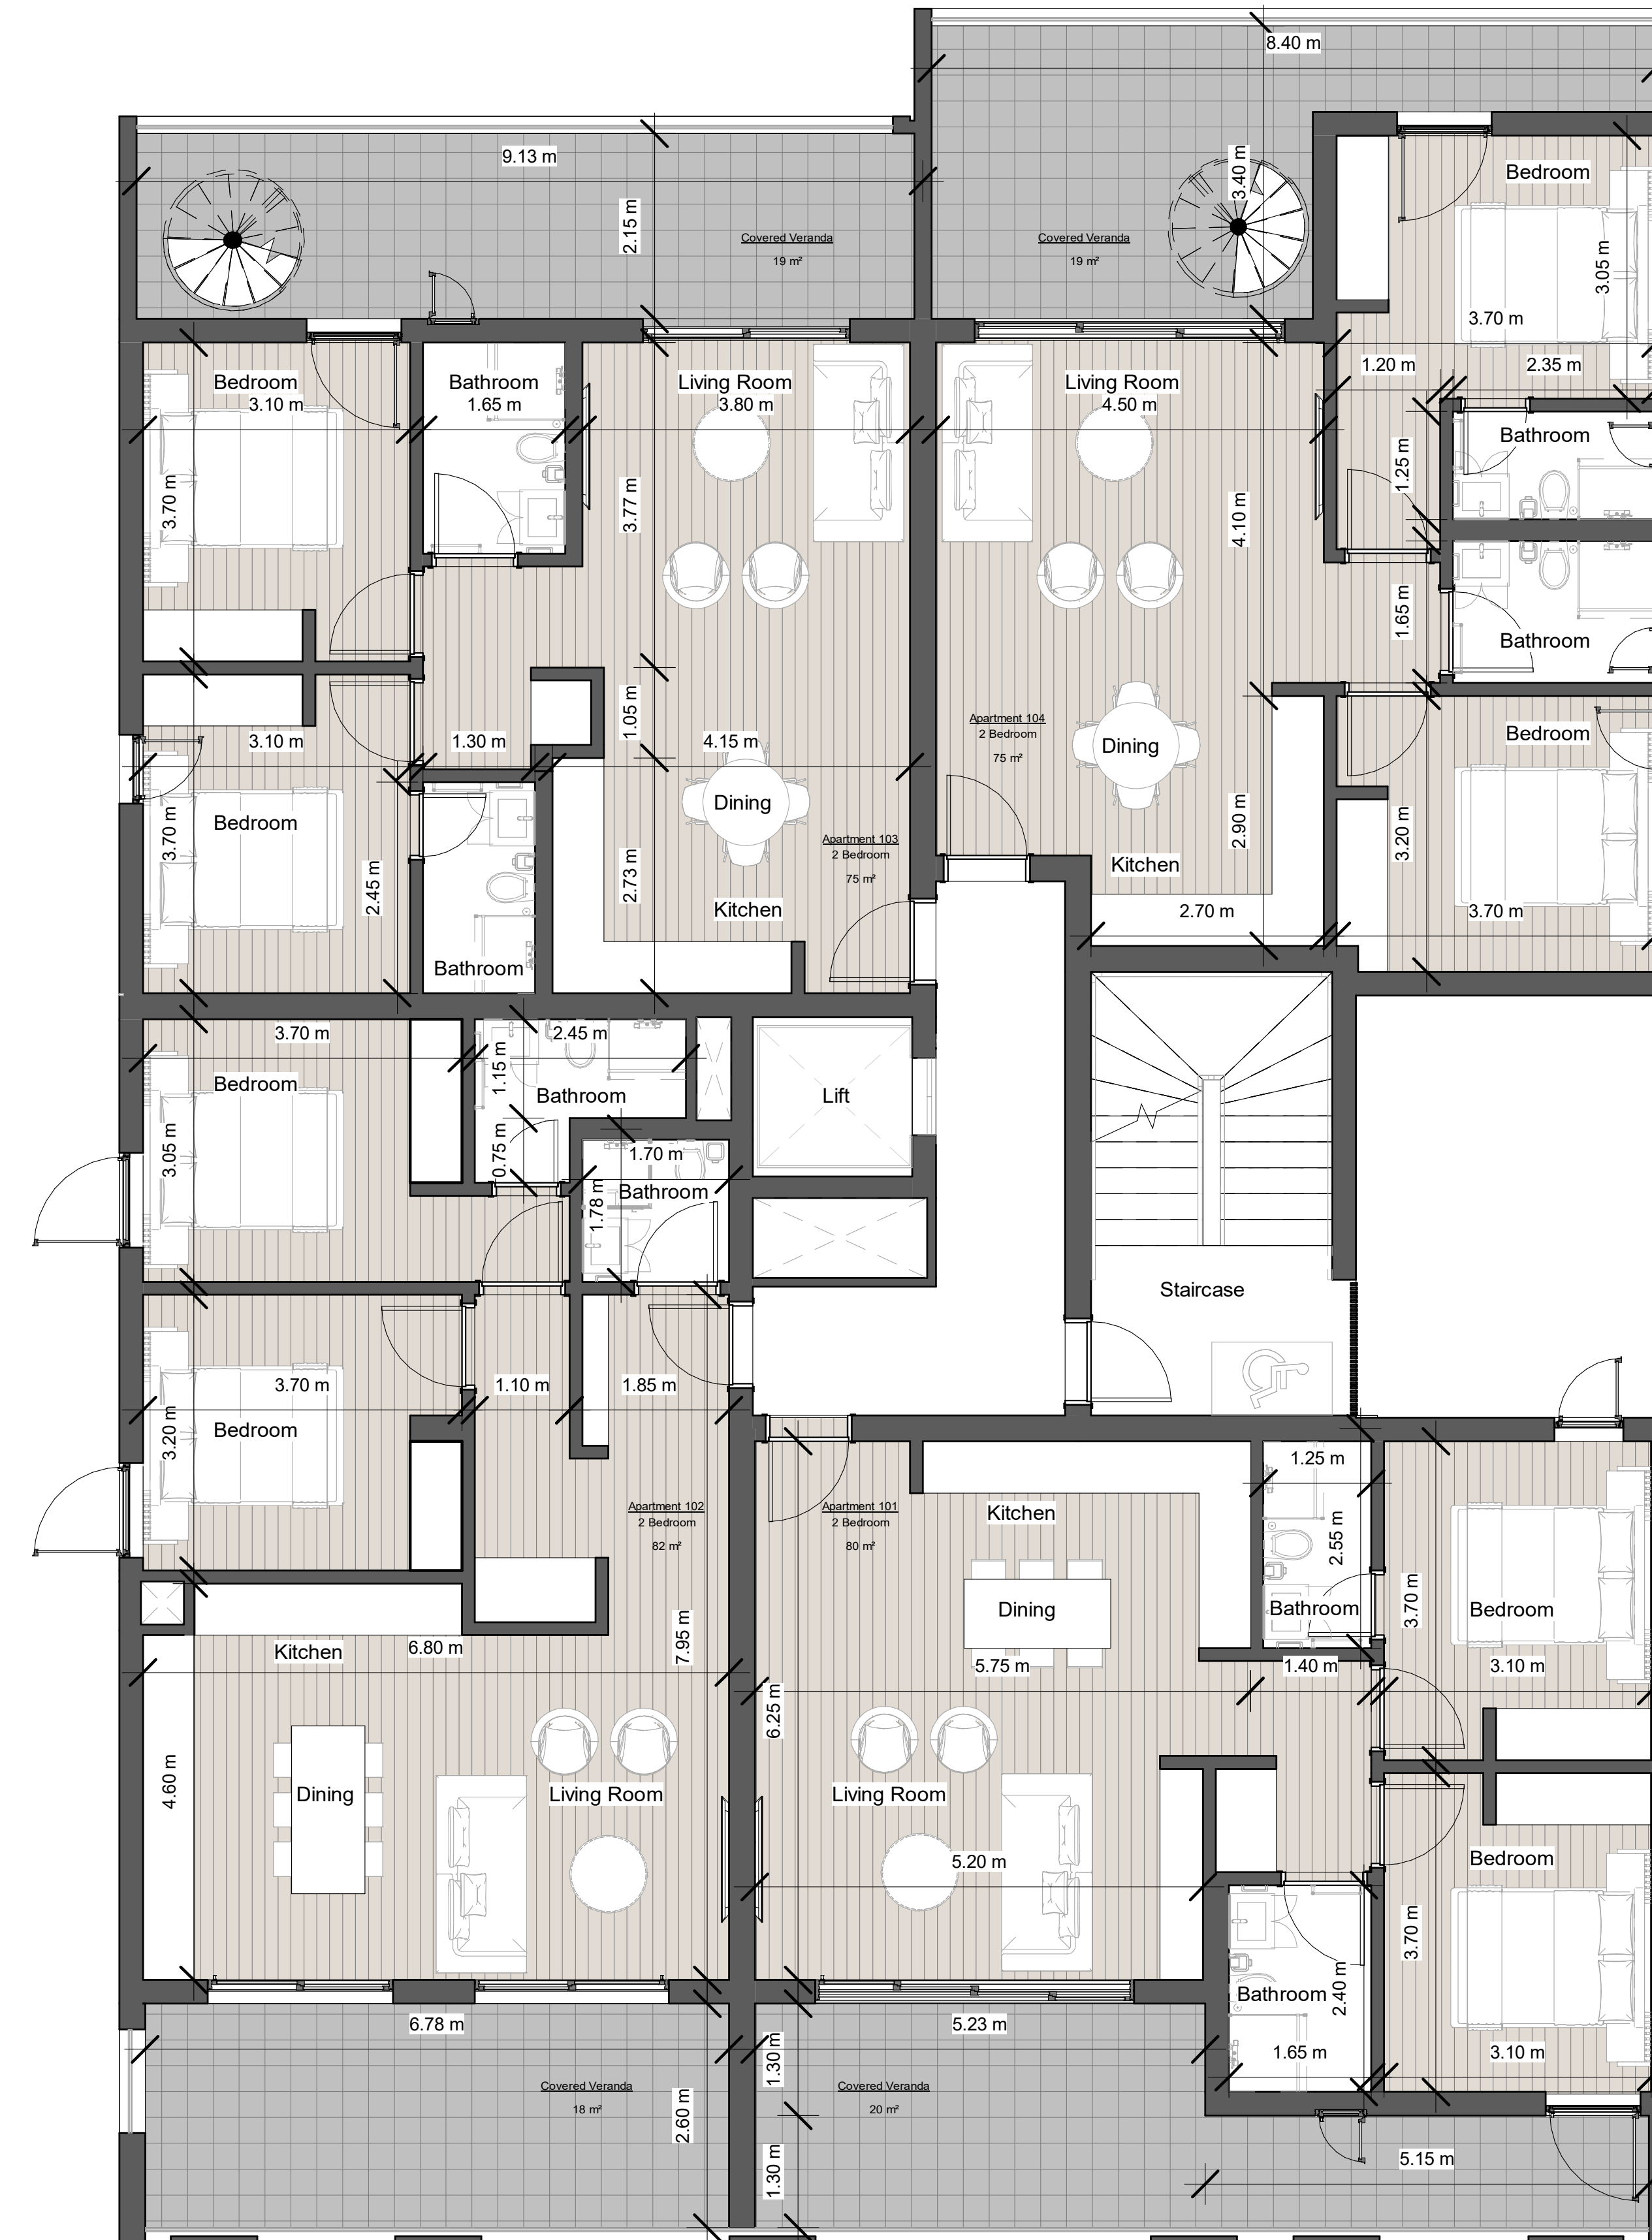 8.40 m
9.13 m
2.15 m
3.40 m
Covered Veranda
19 m²
Covered Veranda
19 m²
Bedroom
3.05 m
3.70 m
1.20 m
2.35 m
Bedroom
3.10 m
Bathroom
1.65 m
Living Room
3.80 m
Living Room
4.50 m
Bathroom
1.25 m
3.70 m
3.77 m
4.10 m
1.65 m
Bathroom
3.10 m
1.30 m
1.05 m
4.15 m
Apartment 104
2 Bedroom
75 m²
Dining
Bedroom
Dining
Bedroom
3.70 m
2.45 m
2.73 m
Apartment 103
2 Bedroom
75 m²
2.90 m
3.20 m
Kitchen
Kitchen
2.70 m
3.70 m
Bathroom
3.70 m
2.45 m
1.15 m
Bedroom
Bathroom
Lift
3.05 m
0.75 m
1.70 m
Bathroom
1.78 m
Staircase
3.70 m
1.10 m
1.85 m
3.20 m
Bedroom
1.25 m
Apartment 102
2 Bedroom
82 m²
Apartment 101
2 Bedroom
80 m²
Kitchen
2.55 m
Dining
Bathroom
3.70 m
Bedroom
Kitchen
6.80 m
7.95 m
5.75 m
1.40 m
3.10 m
6.25 m
4.60 m
Dining
Living Room
Living Room
5.20 m
Bedroom
3.70 m
Bathroom
2.40 m
6.78 m
5.23 m
1.65 m
3.10 m
1.30 m
Covered Veranda
18 m²
2.60 m
Covered Veranda
20 m²
1.30 m
5.15 m